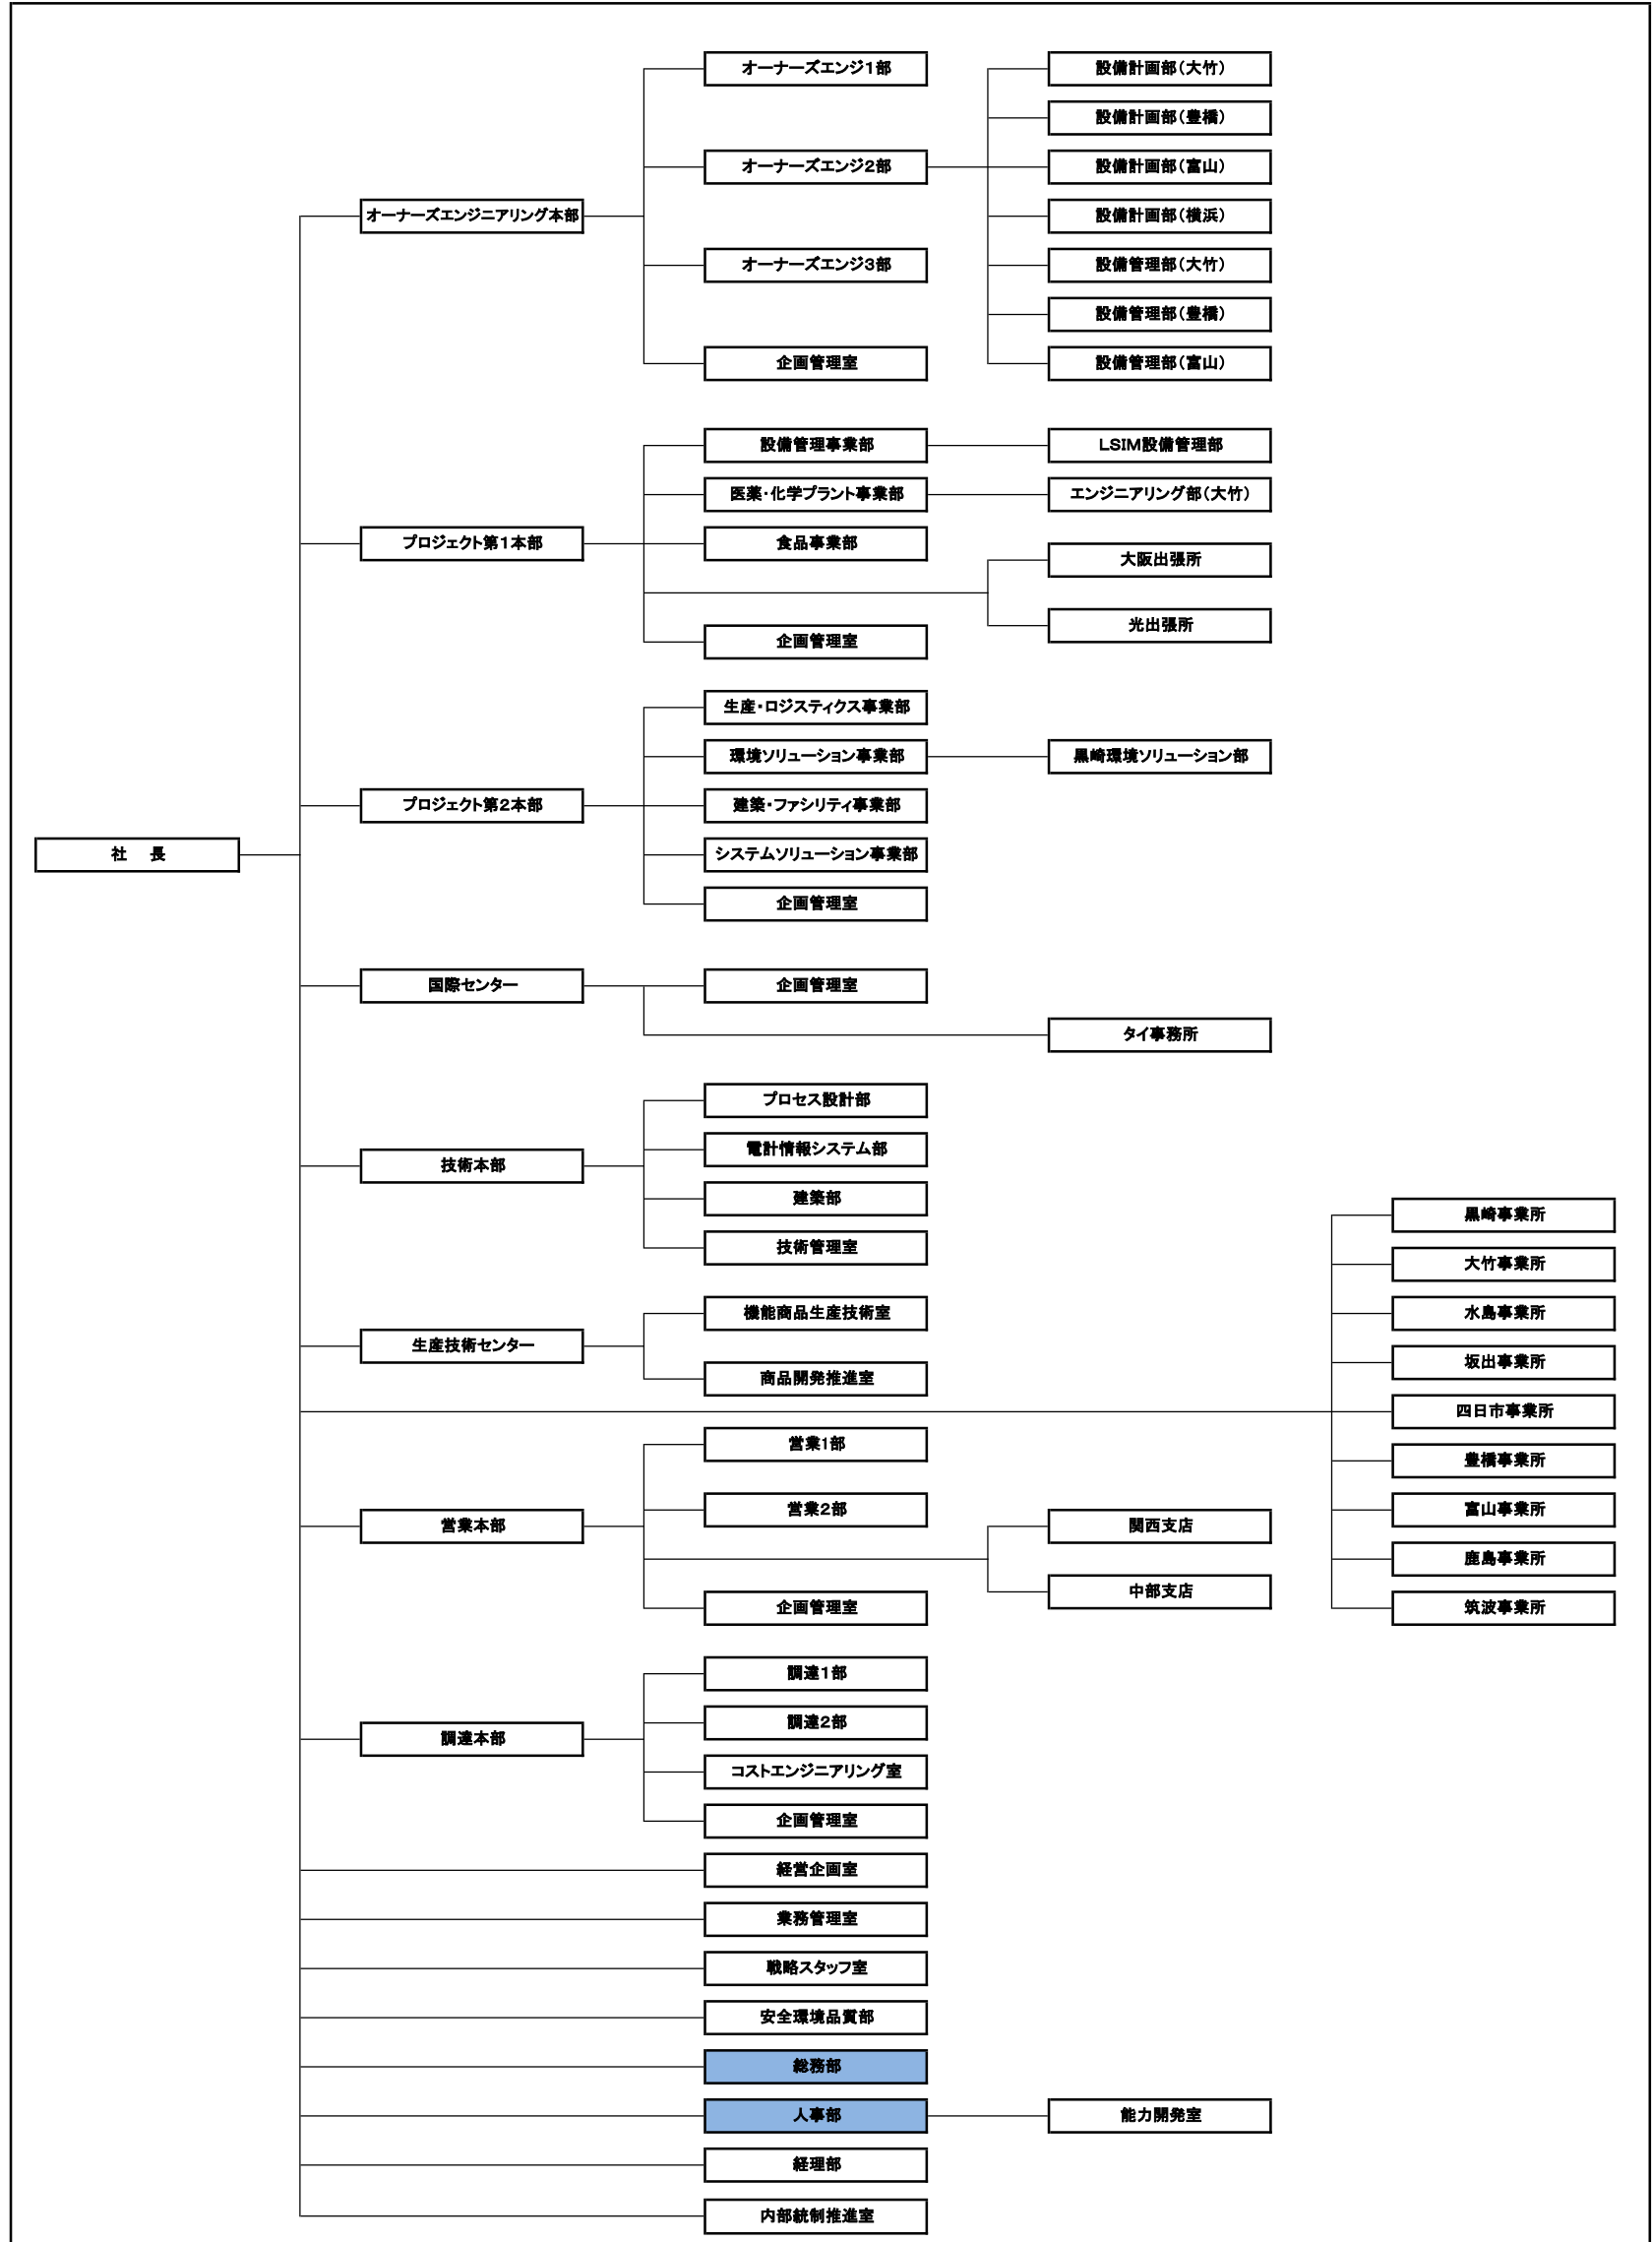 オーナーズエンジ1部
設備計画部(大竹)
設備計画部(豊橋)
オーナーズエンジ2部
設備計画部(富山)
オーナーズエンジニアリング本部
設備計画部(横浜)
オーナーズエンジ3部
設備管理部(大竹)
設備管理部(豊橋)
企画管理室
設備管理部(富山)
設備管理事業部
LSIM設備管理部
医薬・化学プラント事業部
エンジニアリング部(大竹)
プロジェクト第1本部
食品事業部
大阪出張所
光出張所
企画管理室
生産・ロジスティクス事業部
環境ソリューション事業部
黒崎環境ソリューション部
プロジェクト第2本部
建築・ファシリティ事業部
社 長
システムソリューション事業部
企画管理室
国際センター
企画管理室
タイ事務所
プロセス設計部
電計情報システム部
技術本部
建築部
黒崎事業所
技術管理室
大竹事業所
機能商品生産技術室
水島事業所
生産技術センター
坂出事業所
商品開発推進室
四日市事業所
営業1部
豊橋事業所
営業2部
富山事業所
営業本部
関西支店
鹿島事業所
中部支店
企画管理室
筑波事業所
調達1部
調達2部
調達本部
コストエンジニアリング室
企画管理室
経営企画室
業務管理室
戦略スタッフ室
安全環境品質部
総務部
人事部
能力開発室
経理部
内部統制推進室